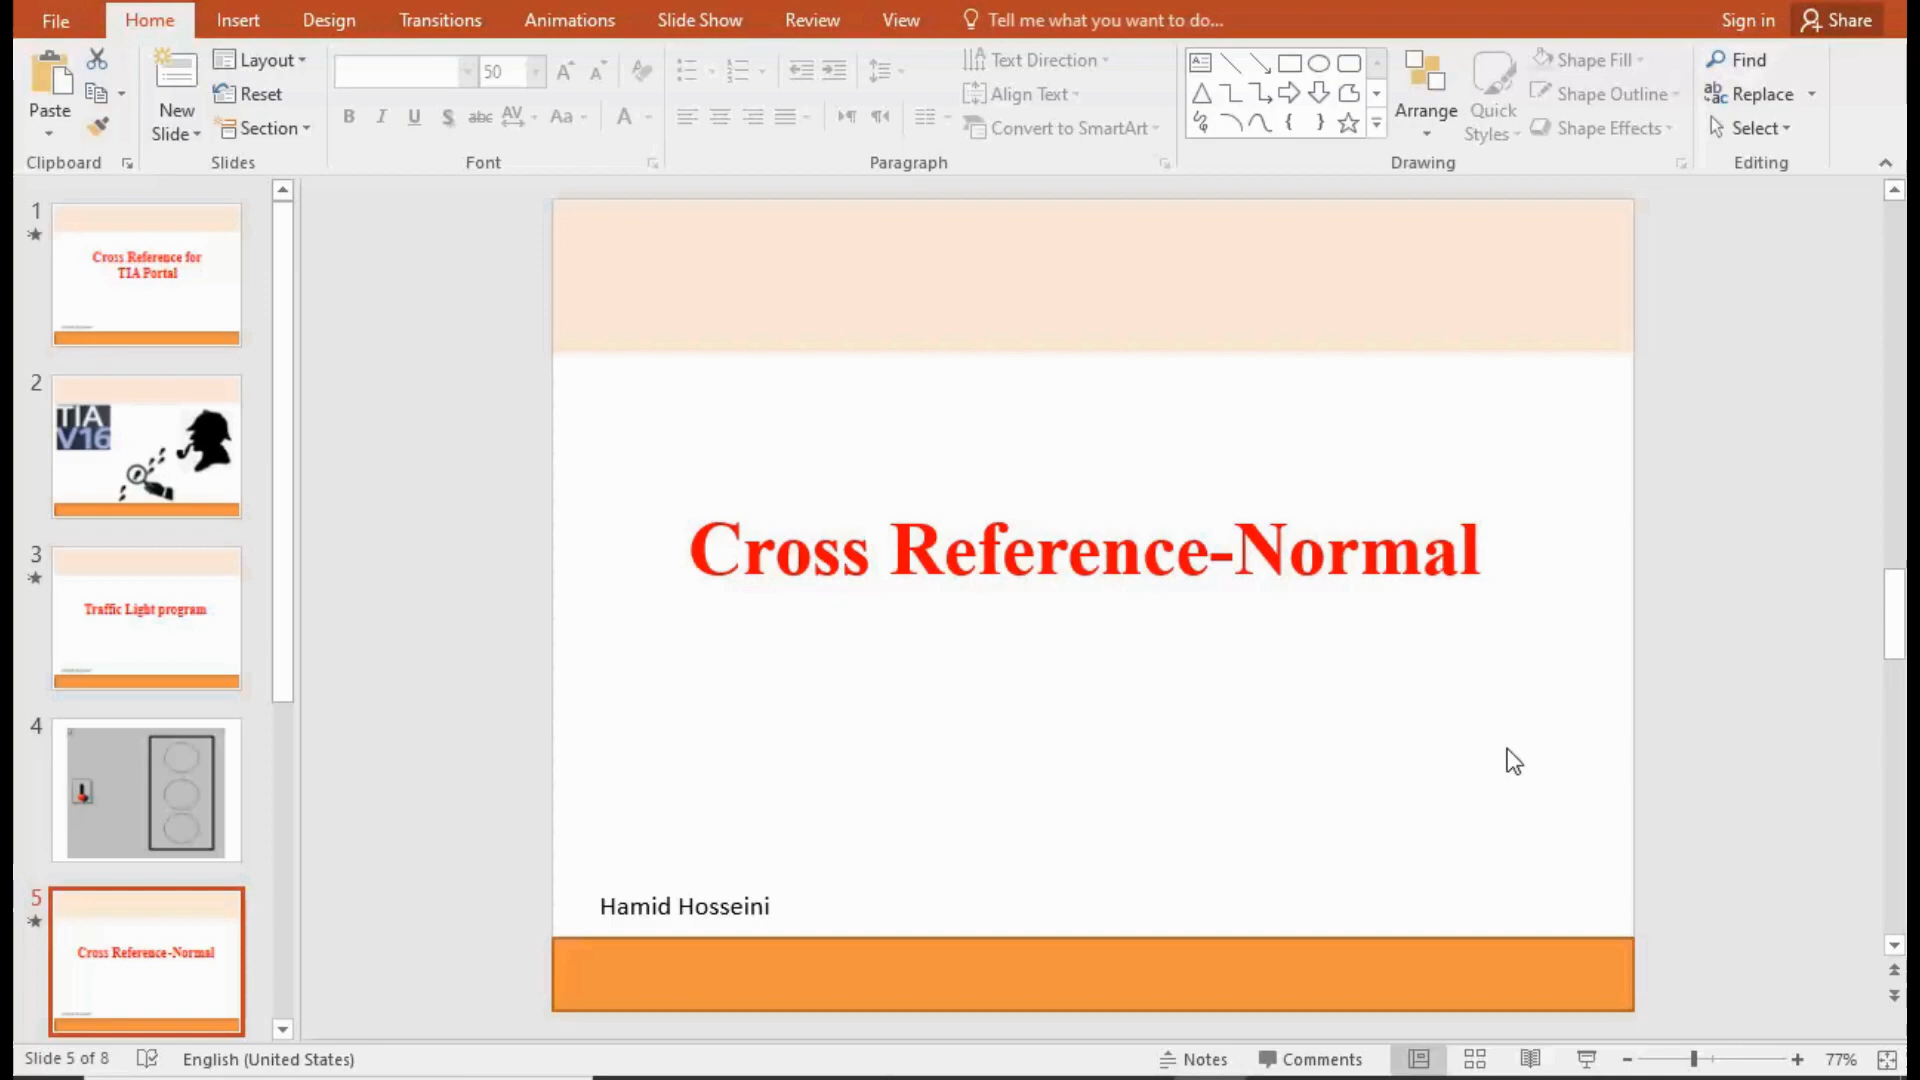 File Home Insert Design Transitions Animations Slide Show Review View Tell me what you want to do... Sign in Share
Paste
Clipboard
New
Slide
Layout
Reset
Section
Slides
50
B I U S abc AV Aa A
Font
Text Direction
Align Text
Convert to SmartArt
Paragraph
Arrange
Quick
Styles
Shape Fill
Shape Outline
Shape Effects
Drawing
Find
Replace
Select
Editing
1
Cross Reference for
TIA Portal
2
TIA
V16
3
Traffic Light program
4
5
Cross Reference-Normal
Cross Reference-Normal
Hamid Hosseini
Slide 5 of 8 English (United States) Notes Comments 77%